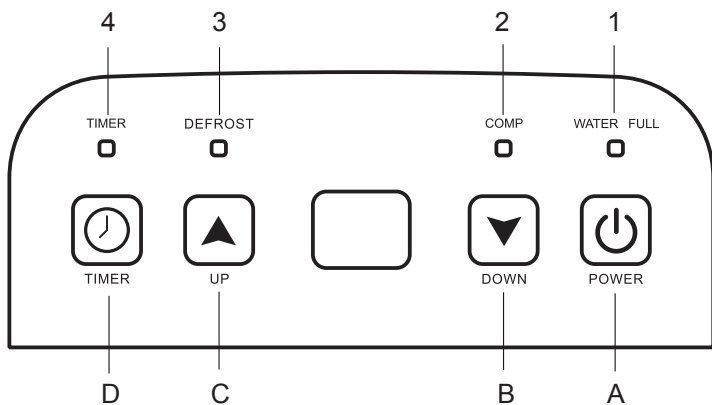 4 3 2 1
TIMER DEFROST COMP WATER FULL
TIMER UP DOWN POWER
D C B A